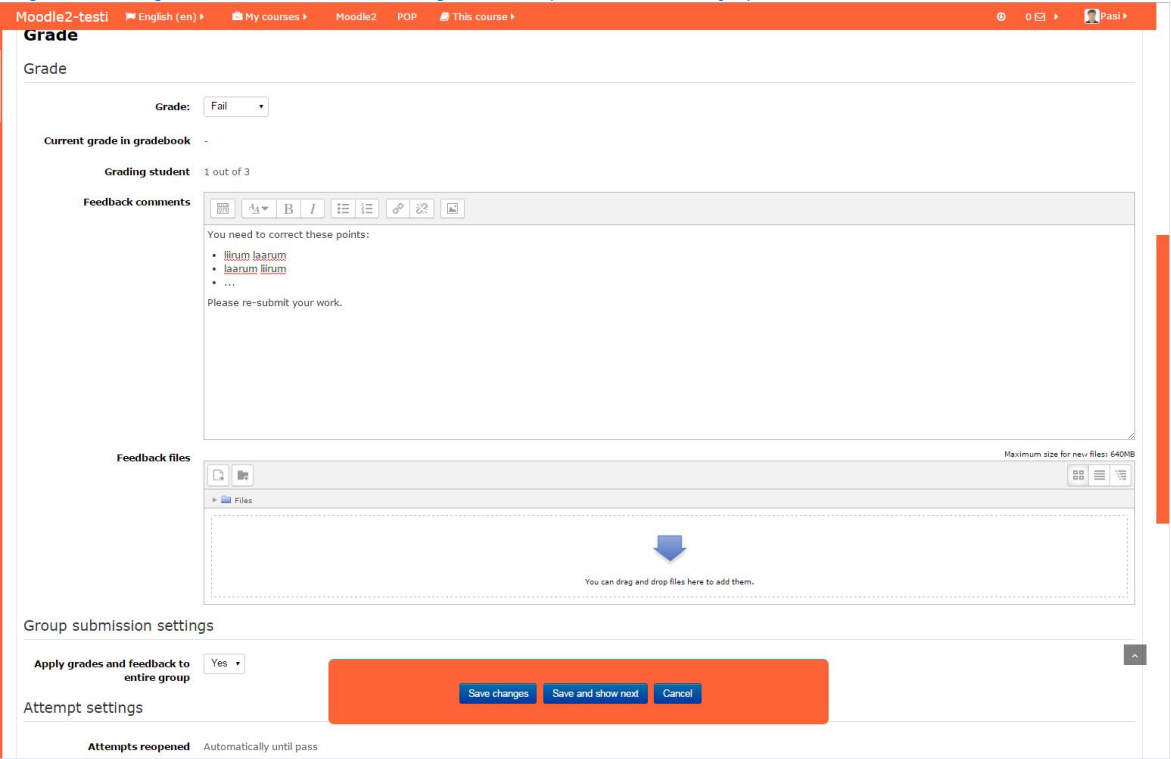 Moodle2-testi English (en) My courses Moodle2 POP This course 0 Pasi
Grade
Grade
Grade: Fail
Current grade in gradebook -
Grading student 1 out of 3
Feedback comments
B I
You need to correct these points:
• liirum laarum
• laarum liirum
• ...
Please re-submit your work.
Feedback files
Maximum size for new files: 640MB
Files
You can drag and drop files here to add them.
Group submission settings
Apply grades and feedback to
entire group
Yes
Save changes Save and show next Cancel
Attempt settings
Attempts reopened Automatically until pass